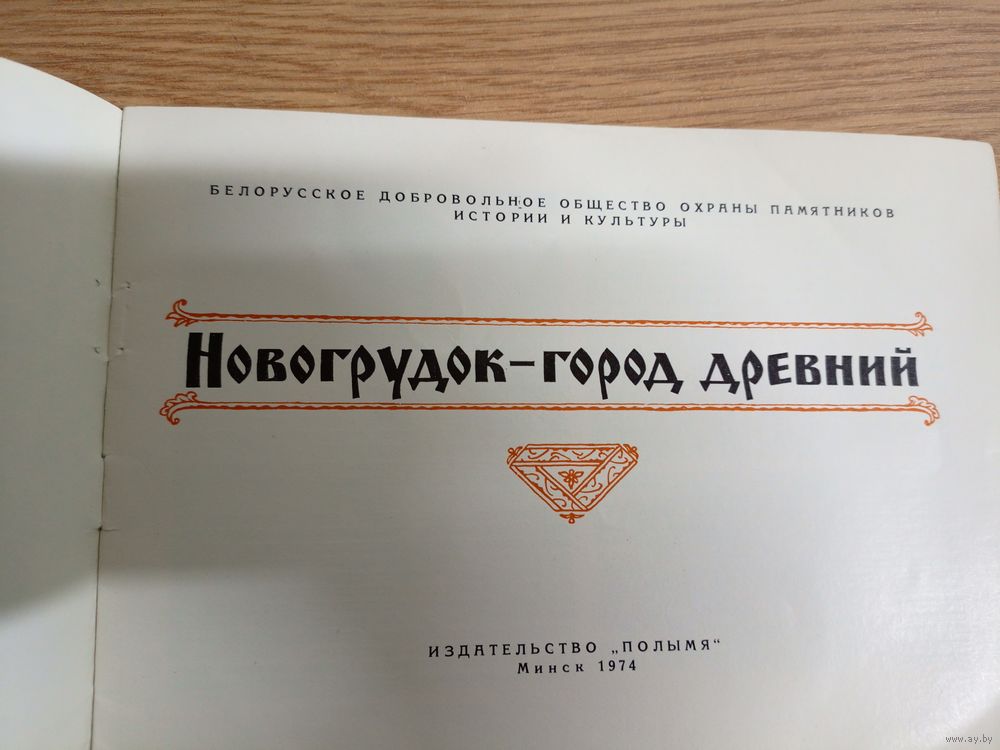 БЕЛОРУССКОЕ ДОБРОВОЛЬНОЕ ОБЩЕСТВО ОХРАНЫ ПАМЯТНИКОВ
ИСТОРИИ И КУЛЬТУРЫ
Новогрудок–город древний
ИЗДАТЕЛЬСТВО „ПОЛЫМЯ“
Минск 1974
www.ay.by